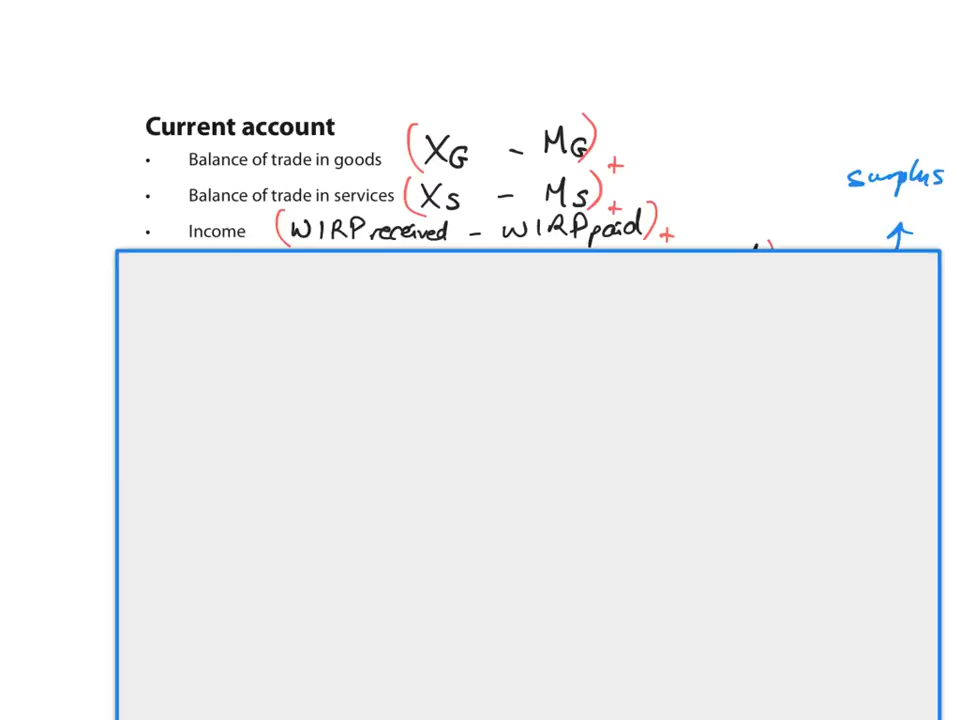 Current account
• Balance of trade in goods (XG - MG) +
• Balance of trade in services (XS - MS) +
surplus
• Income (WIRP received - WIRP paid) +